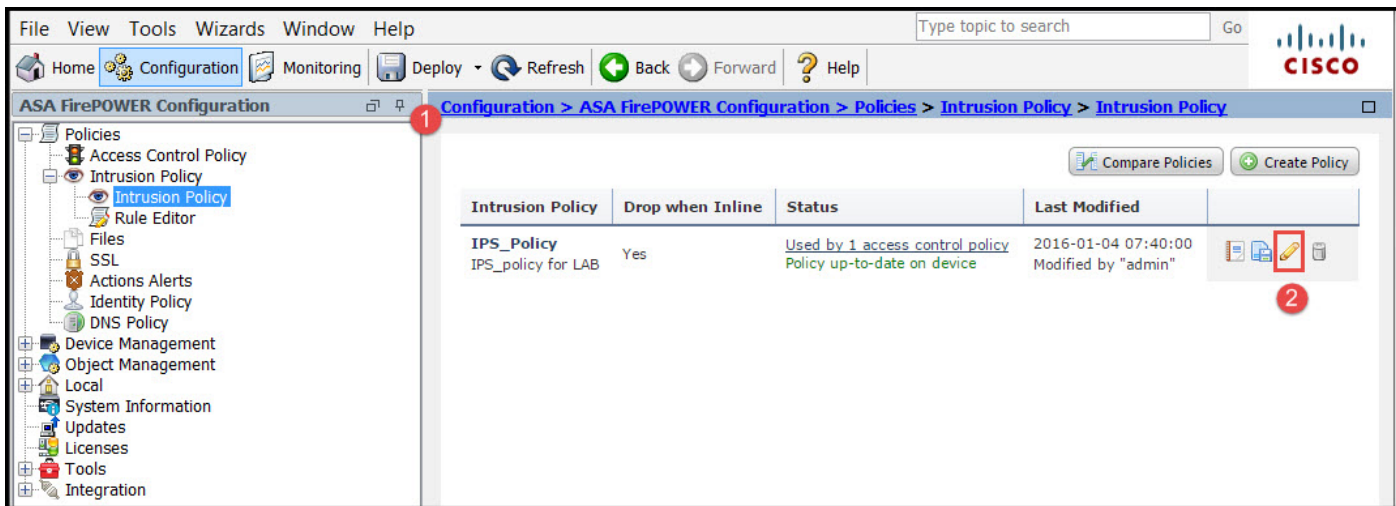 File View Tools Wizards Window Help
Type topic to search
Go
CISCO
Home Configuration Monitoring Deploy Refresh Back Forward Help
ASA FirePOWER Configuration
1
Configuration > ASA FirePOWER Configuration > Policies > Intrusion Policy > Intrusion Policy
Policies
Access Control Policy
Intrusion Policy
Intrusion Policy
Rule Editor
Files
SSL
Actions Alerts
Identity Policy
DNS Policy
Device Management
Object Management
Local
System Information
Updates
Licenses
Tools
Integration
Compare Policies Create Policy
Intrusion Policy Drop when Inline Status Last Modified
IPS_Policy
IPS_policy for LAB
Yes
Used by 1 access control policy
Policy up-to-date on device
2016-01-04 07:40:00
Modified by "admin"
2